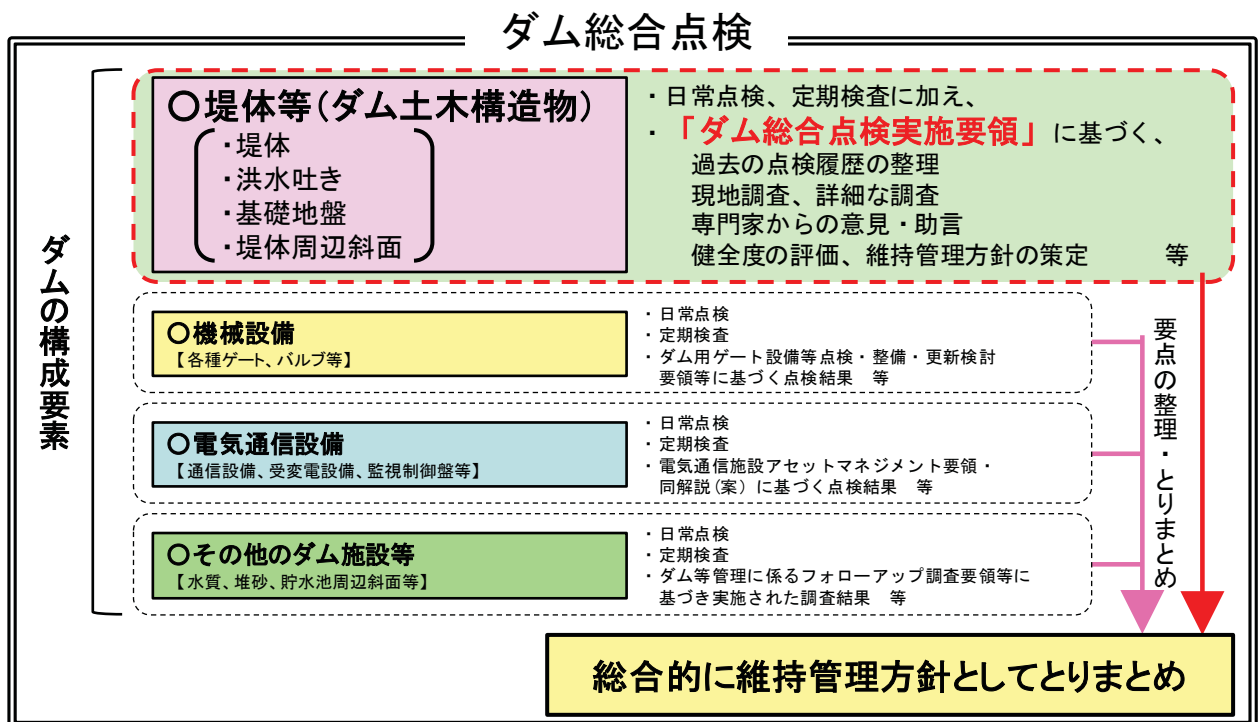 ダム総合点検
ダムの構成要素
〇堤体等(ダム土木構造物)
・堤体
・洪水吐き
・基礎地盤
・堤体周辺斜面
・日常点検、定期検査に加え、
・「ダム総合点検実施要領」に基づく、
過去の点検履歴の整理
現地調査、詳細な調査
専門家からの意見・助言
健全度の評価、維持管理方針の策定　等
〇機械設備
【各種ゲート、バルブ等】
・日常点検
・定期検査
・ダム用ゲート設備等点検・整備・更新検討
要領等に基づく点検結果　等
〇電気通信設備
【通信設備、受変電設備、監視制御盤等】
・日常点検
・定期検査
・電気通信施設アセットマネジメント要領・
同解説(案)に基づく点検結果　等
〇その他のダム施設等
【水質、堆砂、貯水池周辺斜面等】
・日常点検
・定期検査
・ダム等管理に係るフォローアップ調査要領等に
基づき実施された調査結果　等
要点の整理・とりまとめ
総合的に維持管理方針としてとりまとめ